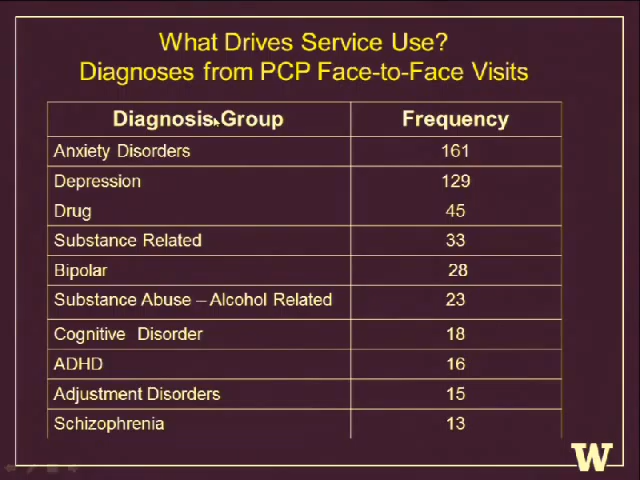 What Drives Service Use?
Diagnoses from PCP Face-to-Face Visits
Diagnosis Group Frequency
Anxiety Disorders 161
Depression 129
Drug 45
Substance Related 33
Bipolar 28
Substance Abuse – Alcohol Related 23
Cognitive Disorder 18
ADHD 16
Adjustment Disorders 15
Schizophrenia 13
W